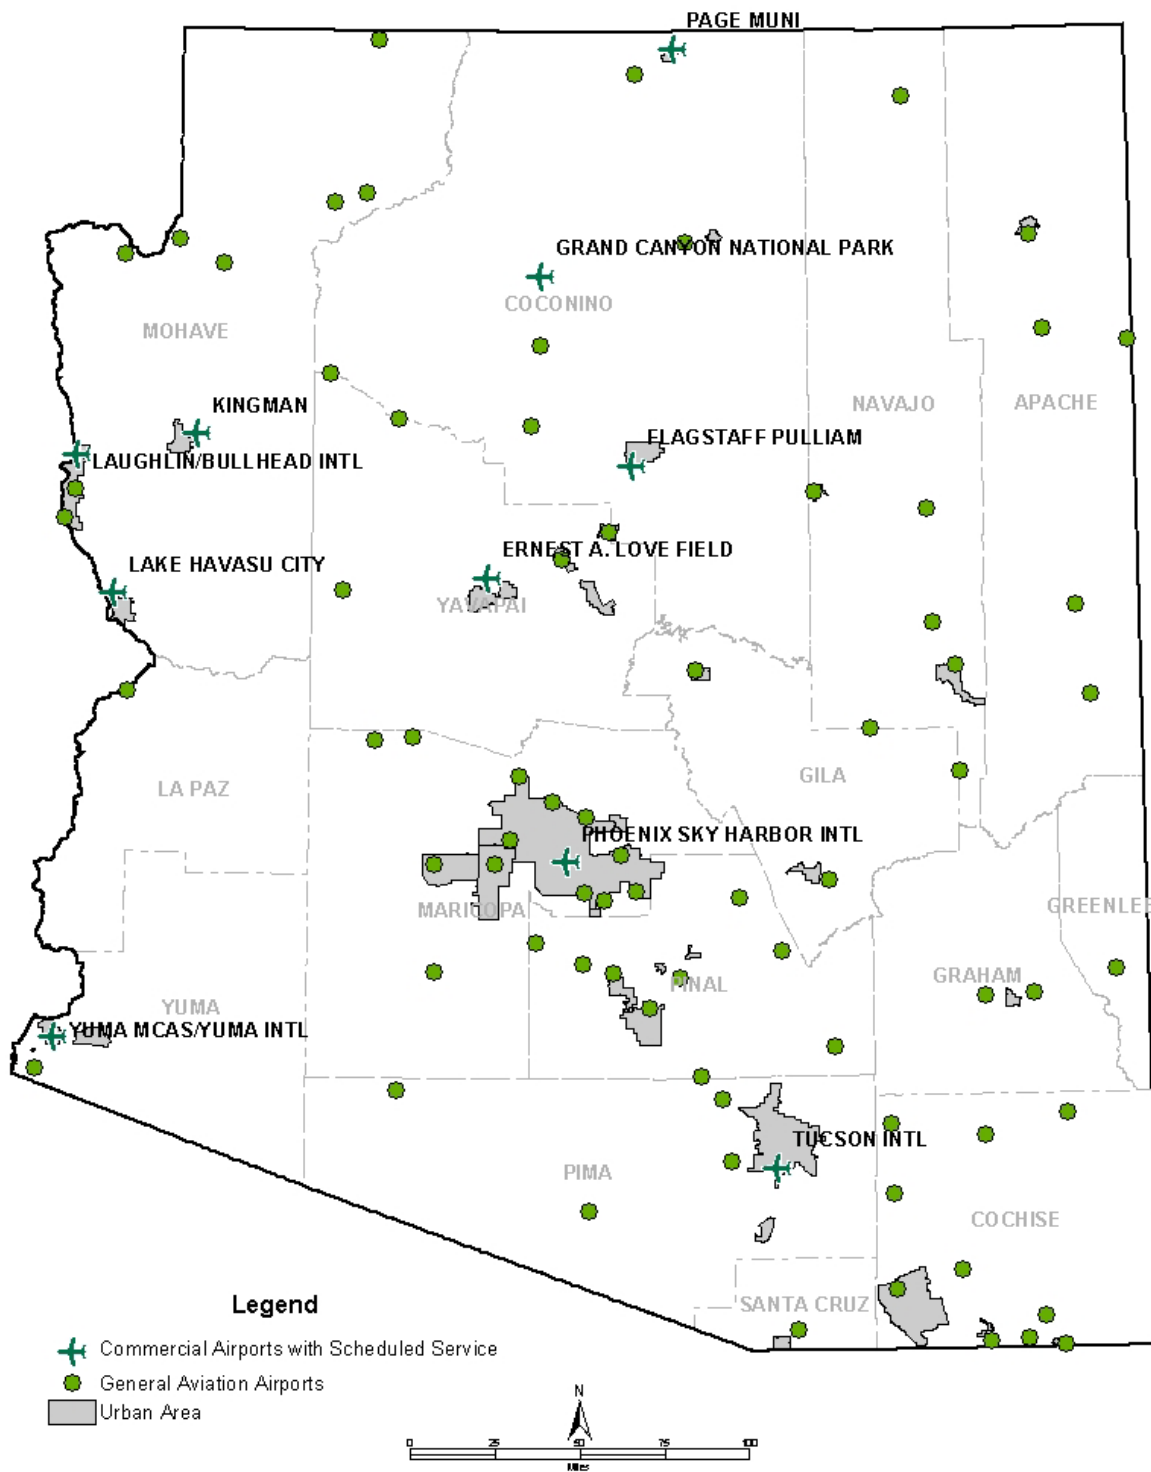 PAGE MUNI
GRAND CANYON NATIONAL PARK
COCONINO
MOHAVE
KINGMAN
NAVAJO
APACHE
FLAGSTAFF PULLIAM
LAUGHLIN/BULLHEAD INTL
ERNEST A. LOVE FIELD
LAKE HAVASU CITY
YAVAPAI
GILA
LA PAZ
PHOENIX SKY HARBOR INTL
MARICOPA
GREENLEE
GRAHAM
PINAL
YUMA
YUMA MCAS/YUMA INTL
TUCSON INTL
PIMA
COCHISE
SANTA CRUZ
Legend
Commercial Airports with Scheduled Service
General Aviation Airports
Urban Area
N
0 25 50 75 100
Miles